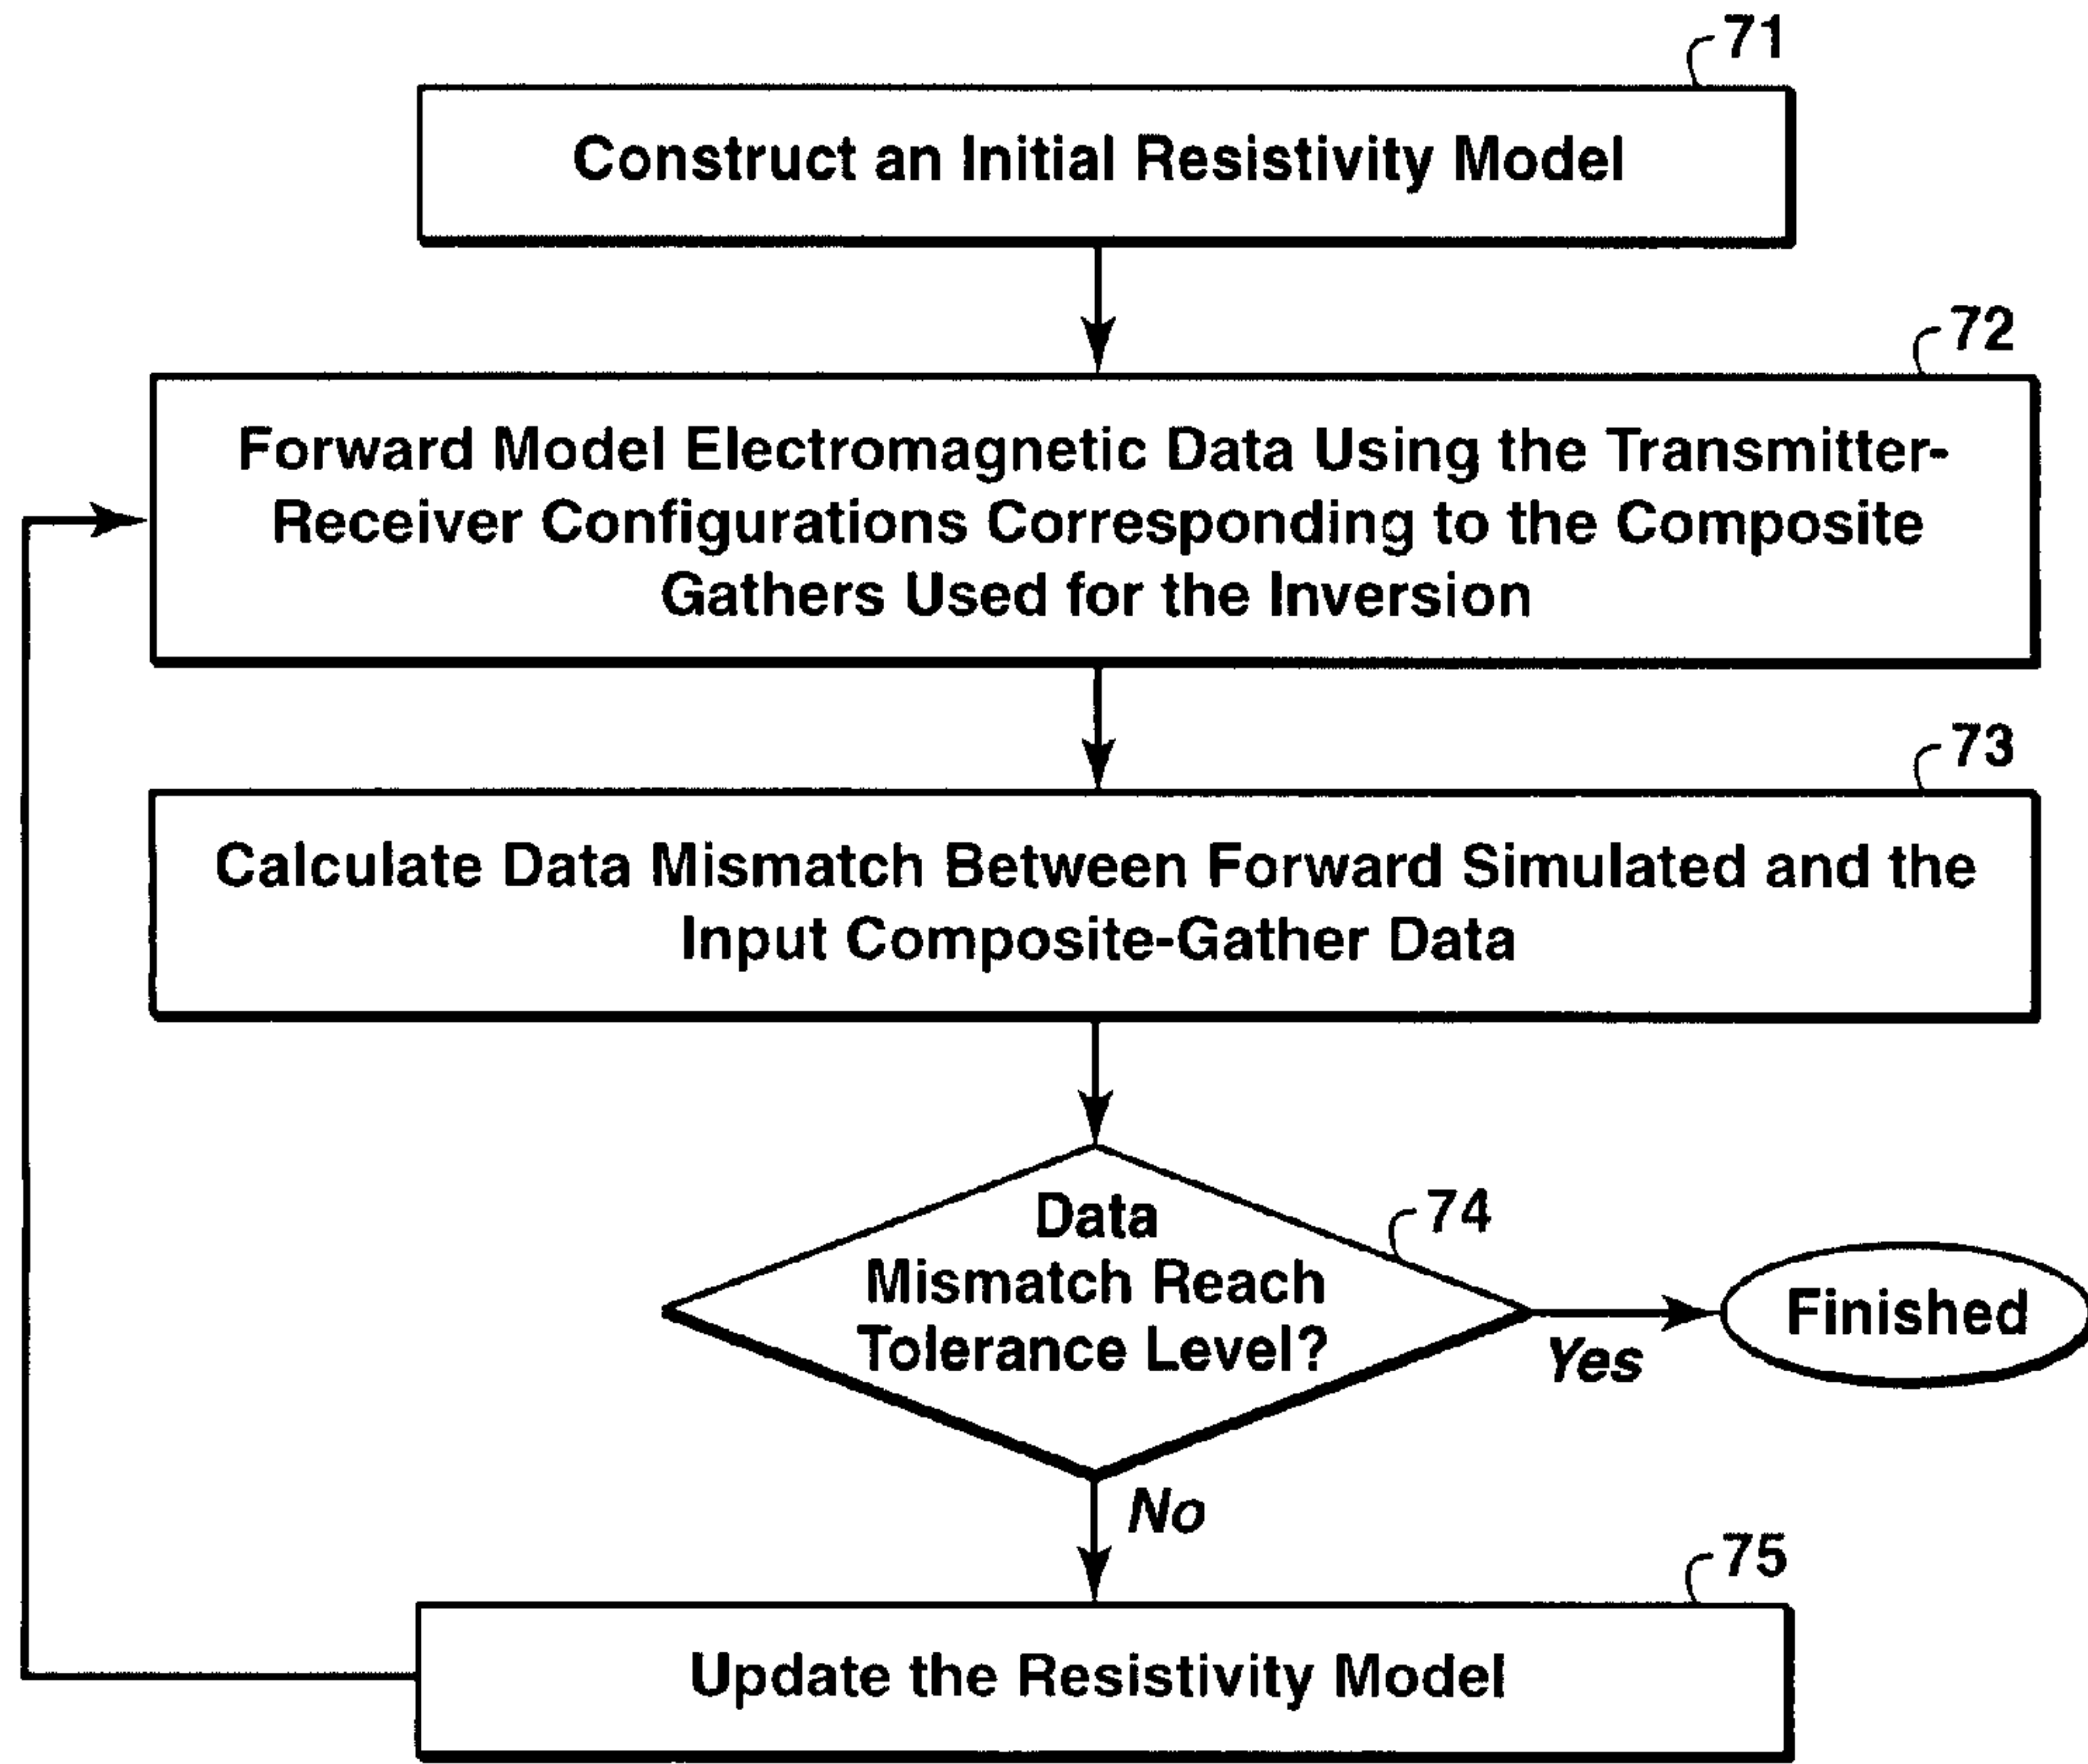 71
Construct an Initial Resistivity Model
72
Forward Model Electromagnetic Data Using the Transmitter-
Receiver Configurations Corresponding to the Composite
Gathers Used for the Inversion
73
Calculate Data Mismatch Between Forward Simulated and the
Input Composite-Gather Data
74
Data
Mismatch Reach
Tolerance Level?
Yes
Finished
No
75
Update the Resistivity Model